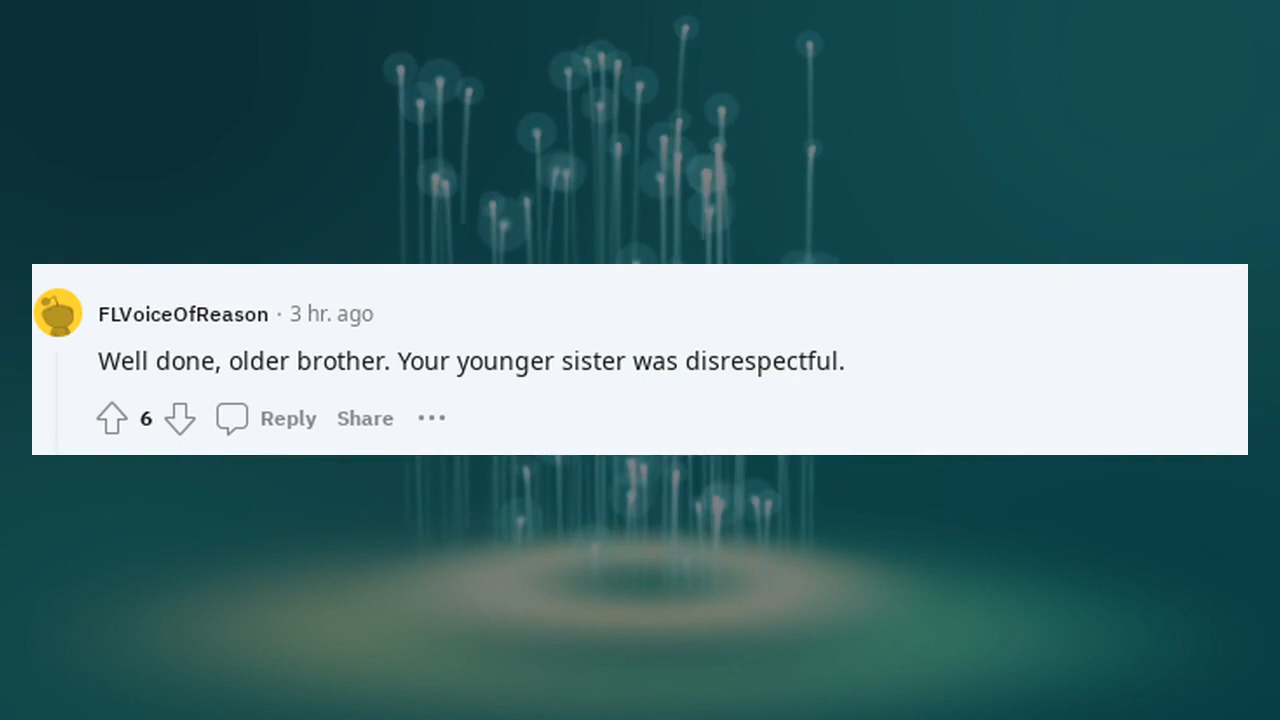 FLVoiceOfReason · 3 hr. ago
Well done, older brother. Your younger sister was disrespectful.
6 Reply Share ···